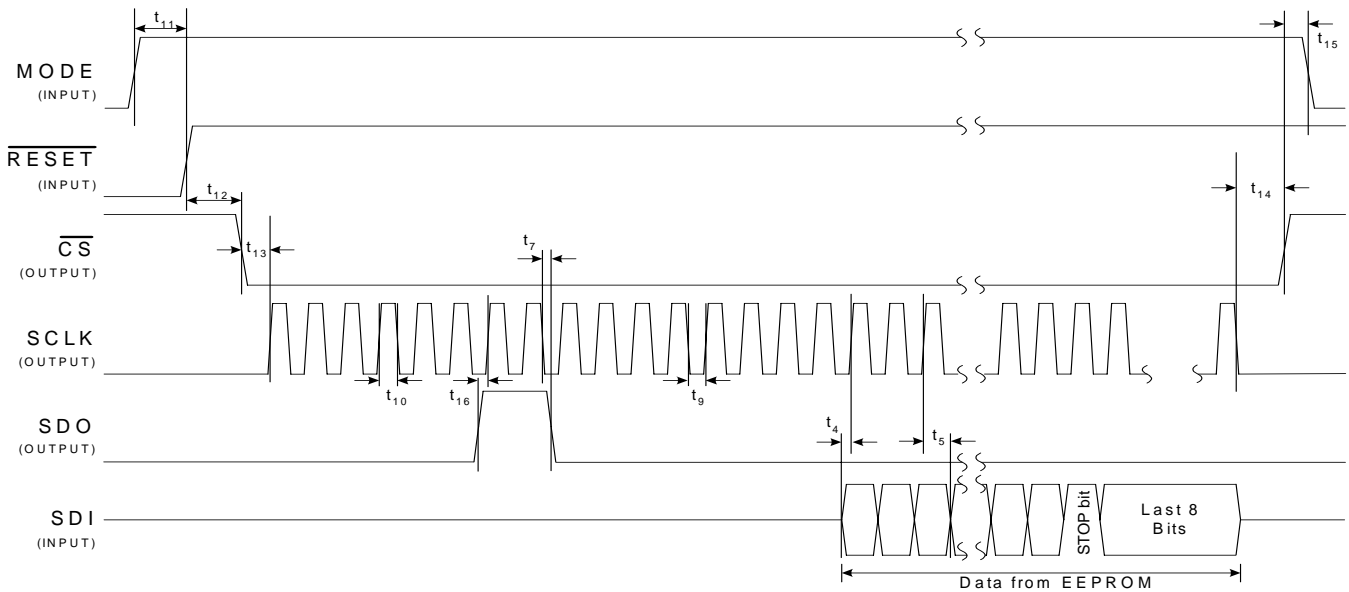 t11
t15
MODE
(INPUT)
RESET
(INPUT)
t12
t14
CS
(OUTPUT)
t13
t7
SCLK
(OUTPUT)
t10
t16
t9
SDO
(OUTPUT)
t4
t5
SDI
(INPUT)
STOP bit
Last 8
Bits
Data from EEPROM